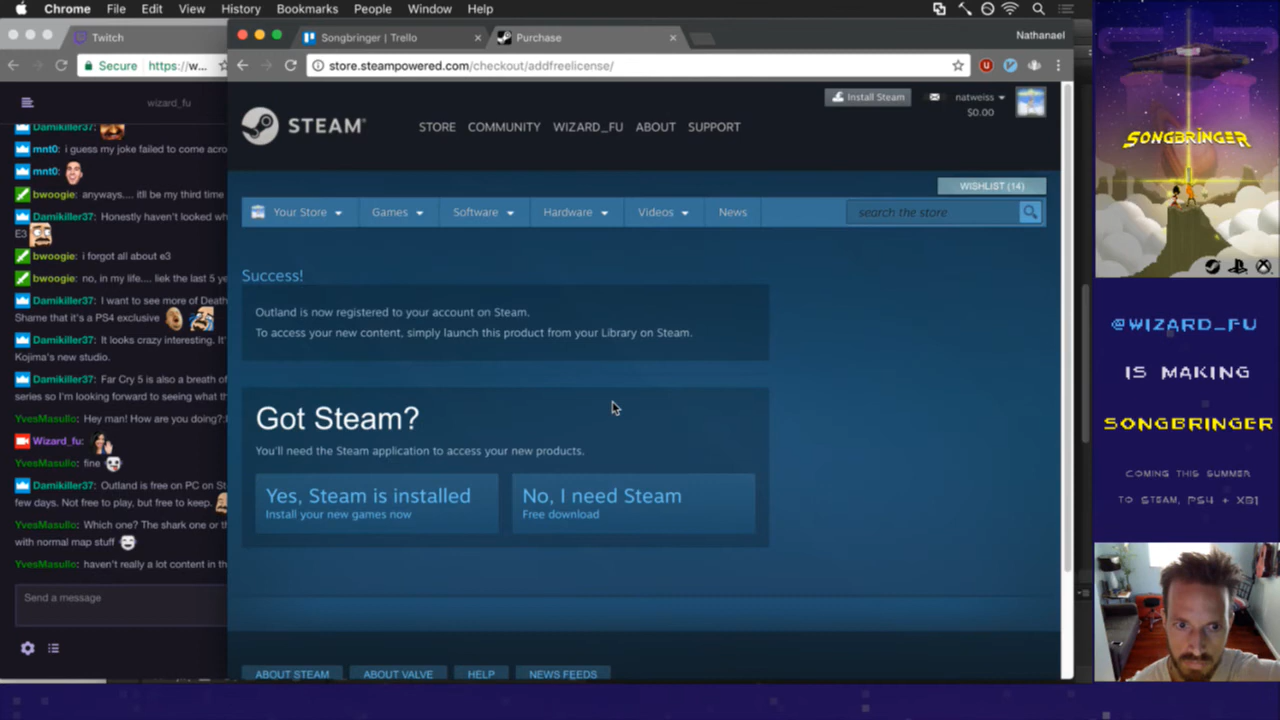 Chrome File Edit View History Bookmarks People Window Help
Twitch
Songbringer | Trello
Purchase
Nathanael
Secure https://w...
store.steampowered.com/checkout/addfreelicense/
wizard_fu
Damikiller37:
mnt0: i guess my joke failed to come acro
mnt0:
bwoogie: anyways.... itll be my third time
Damikiller37: Honestly haven't looked wh
E3
bwoogie: i forgot all about e3
bwoogie: no, in my life.... liek the last 5 ye
Damikiller37: I want to see more of Death
Shame that it's a PS4 exclusive
Damikiller37: It looks crazy interesting. It'
Kojima's new studio.
Damikiller37: Far Cry 5 is also a breath of
series so I'm looking forward to seeing what th
YvesMasullo: Hey man! How are you doing?
Wizard_fu:
YvesMasullo: fine
Damikiller37: Outland is free on PC on St
few days. Not free to play, but free to keep.
YvesMasullo: Which one? The shark one or th
with normal map stuff
YvesMasullo: haven't really a lot content in th
Send a message
STEAM
STORE COMMUNITY WIZARD_FU ABOUT SUPPORT
Install Steam
natweiss
$0.00
WISHLIST (14)
Your Store Games Software Hardware Videos News
search the store
Success!
Outland is now registered to your account on Steam.
To access your new content, simply launch this product from your Library on Steam.
Got Steam?
You'll need the Steam application to access your new products.
Yes, Steam is installed
Install your new games now
No, I need Steam
Free download
ABOUT STEAM ABOUT VALVE HELP NEWS FEEDS
SONGBRINGER
@WIZARD_FU
IS MAKING
SONGBRINGER
COMING THIS SUMMER
TO STEAM, PS4 + XB1